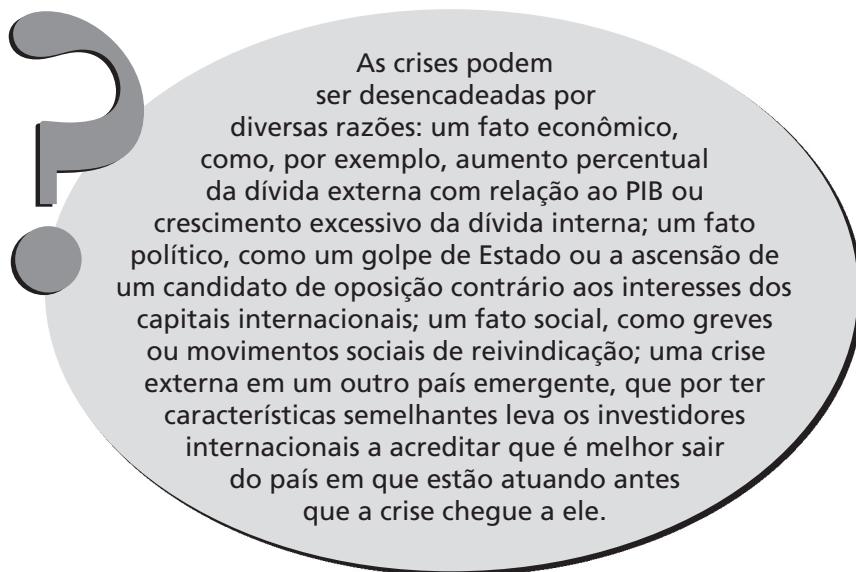 As crises podem
ser desencadeadas por
diversas razões: um fato econômico,
como, por exemplo, aumento percentual
da dívida externa com relação ao PIB ou
crescimento excessivo da dívida interna; um fato
político, como um golpe de Estado ou a ascensão de
um candidato de oposição contrário aos interesses dos
capitais internacionais; um fato social, como greves
ou movimentos sociais de reivindicação; uma crise
externa em um outro país emergente, que por ter
características semelhantes leva os investidores
internacionais a acreditar que é melhor sair
do país em que estão atuando antes
que a crise chegue a ele.